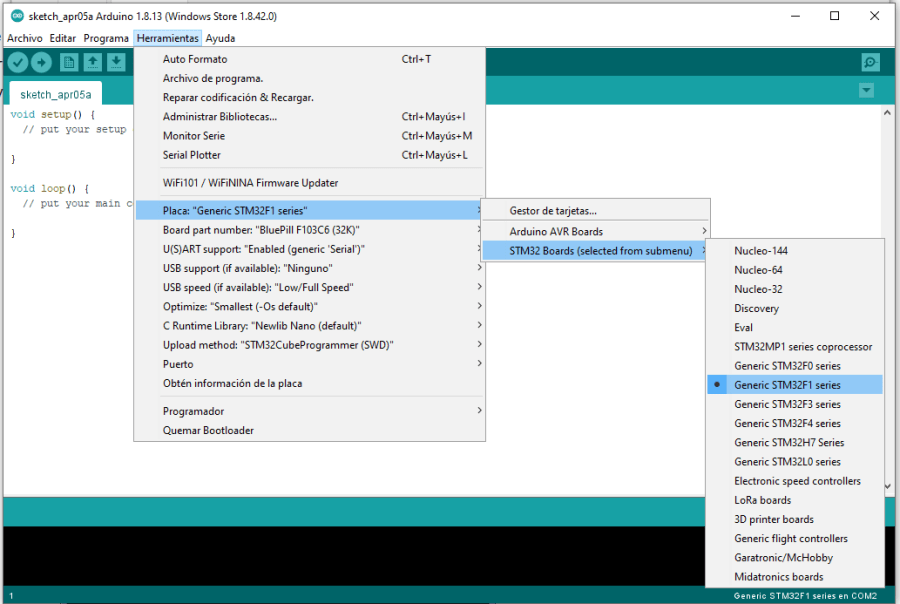 sketch_apr05a Arduino 1.8.13 (Windows Store 1.8.42.0)
Archivo Editar Programa Herramientas Ayuda
sketch_apr05a
void setup() {
// put your setup
}
void loop() {
// put your main c
}
Auto Formato Ctrl+T
Archivo de programa.
Reparar codificación & Recargar.
Administrar Bibliotecas... Ctrl+Mayús+I
Monitor Serie Ctrl+Mayús+M
Serial Plotter Ctrl+Mayús+L
WiFi101 / WiFiNINA Firmware Updater
Placa: "Generic STM32F1 series"
Board part number: "BluePill F103C6 (32K)"
U(S)ART support: "Enabled (generic 'Serial')"
USB support (if available): "Ninguno"
USB speed (if available): "Low/Full Speed"
Optimize: "Smallest (-Os default)"
C Runtime Library: "Newlib Nano (default)"
Upload method: "STM32CubeProgrammer (SWD)"
Puerto
Obtén información de la placa
Programador
Quemar Bootloader
Gestor de tarjetas...
Arduino AVR Boards
STM32 Boards (selected from submenu)
Nucleo-144
Nucleo-64
Nucleo-32
Discovery
Eval
STM32MP1 series coprocessor
Generic STM32F0 series
Generic STM32F1 series
Generic STM32F3 series
Generic STM32F4 series
Generic STM32H7 Series
Generic STM32L0 series
Electronic speed controllers
LoRa boards
3D printer boards
Generic flight controllers
Garatronic/McHobby
Midatronics boards
1 Generic STM32F1 series en COM2